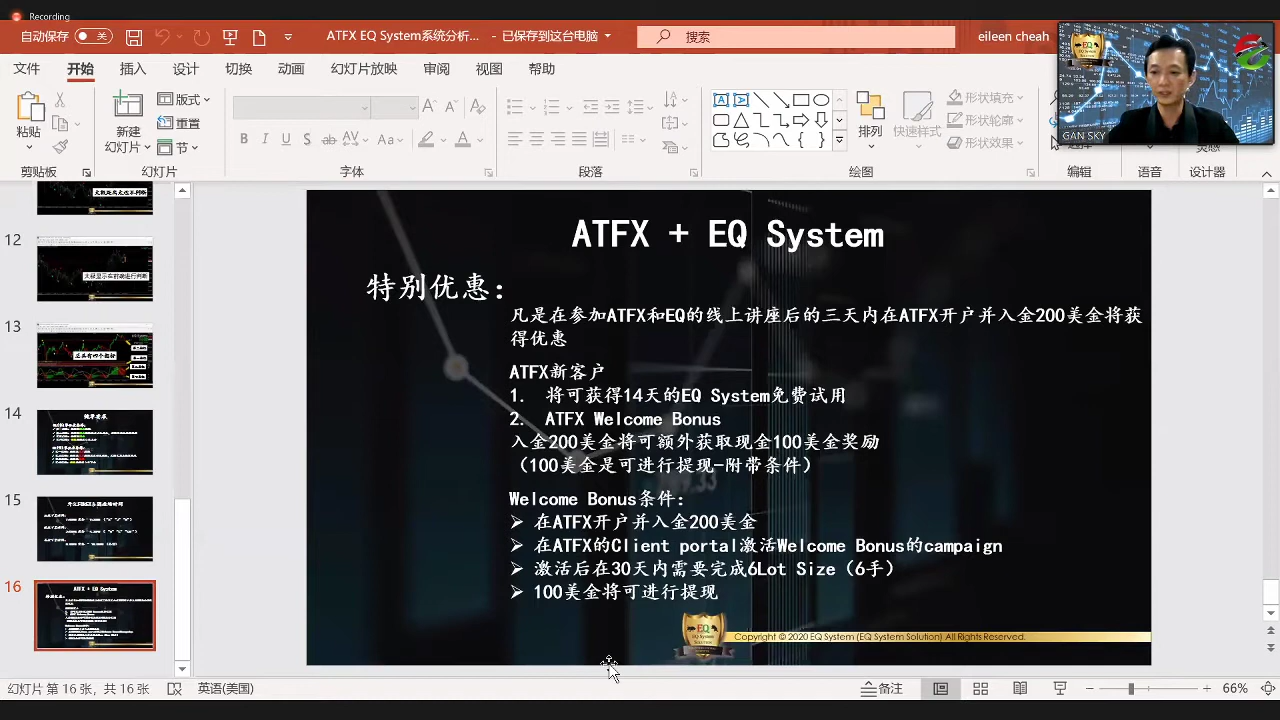 Recording
自动保存 关
ATFX EQ System系统分析... - 已保存到这台电脑
搜索
eileen cheah
文件 开始 插入 设计 切换 动画 幻灯片放映 审阅 视图 帮助
粘贴
新建
幻灯片
版式
重置
节
排列
快速样式
形状填充
形状轮廓
形状效果
GAN SKY
剪贴板 幻灯片 字体 段落 绘图 编辑 语音 设计器
12
13
14
15
16
ATFX + EQ System
特别优惠：
凡是在参加ATFX和EQ的线上讲座后的三天内在ATFX开户并入金200美金将获
得优惠
ATFX新客户
1. 将可获得14天的EQ System免费试用
2. ATFX Welcome Bonus
入金200美金将可额外获取现金100美金奖励
（100美金是可进行提现-附带条件）
Welcome Bonus条件：
➢ 在ATFX开户并入金200美金
➢ 在ATFX的Client portal激活Welcome Bonus的campaign
➢ 激活后在30天内需要完成6Lot Size（6手）
➢ 100美金将可进行提现
EQ
EQ System
Copyright © 2020 EQ System (EQ System Solution) All Rights Reserved.
幻灯片 第 16 张，共 16 张 英语(美国)
备注
66%